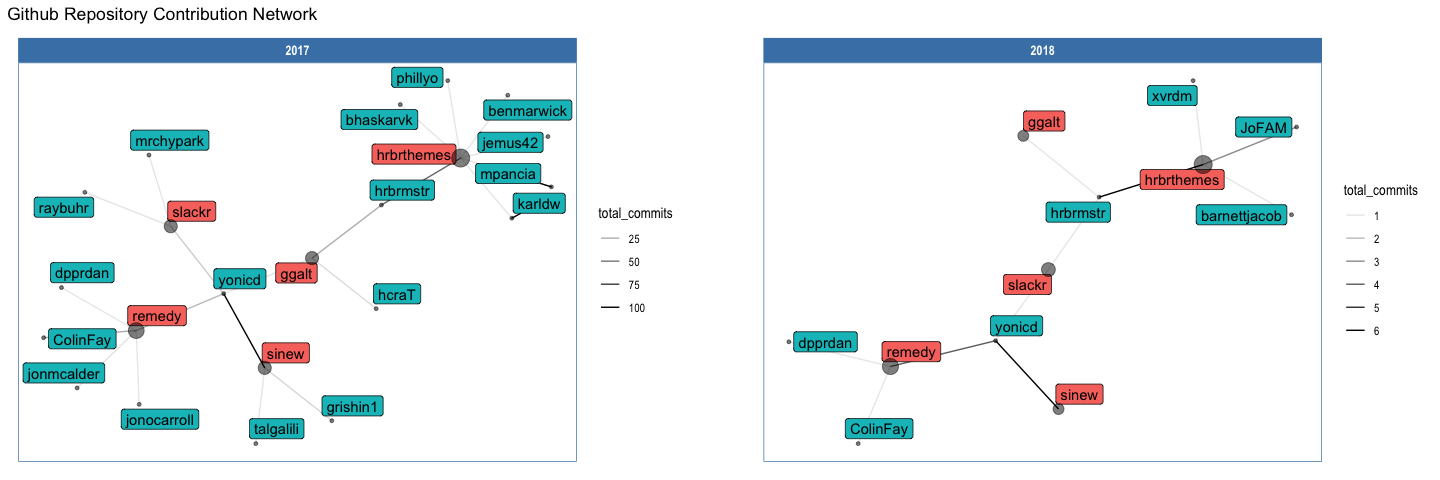 Github Repository Contribution Network
2017
phillyo
benmarwick
bhaskarvk
mrchypark
jemus42
hrbrthemes
mpancia
hrbrmstr
karldw
raybuhr
slackr
dpprdan
yonicd
ggalt
hcraT
remedy
ColinFay
sinew
jonmcalder
grishin1
jonocarroll
talgalili
total_commits
25
50
75
100
2018
xvrdm
ggalt
JoFAM
hrbrthemes
hrbrmstr
barnettjacob
slackr
yonicd
dpprdan
remedy
sinew
ColinFay
total_commits
1
2
3
4
5
6